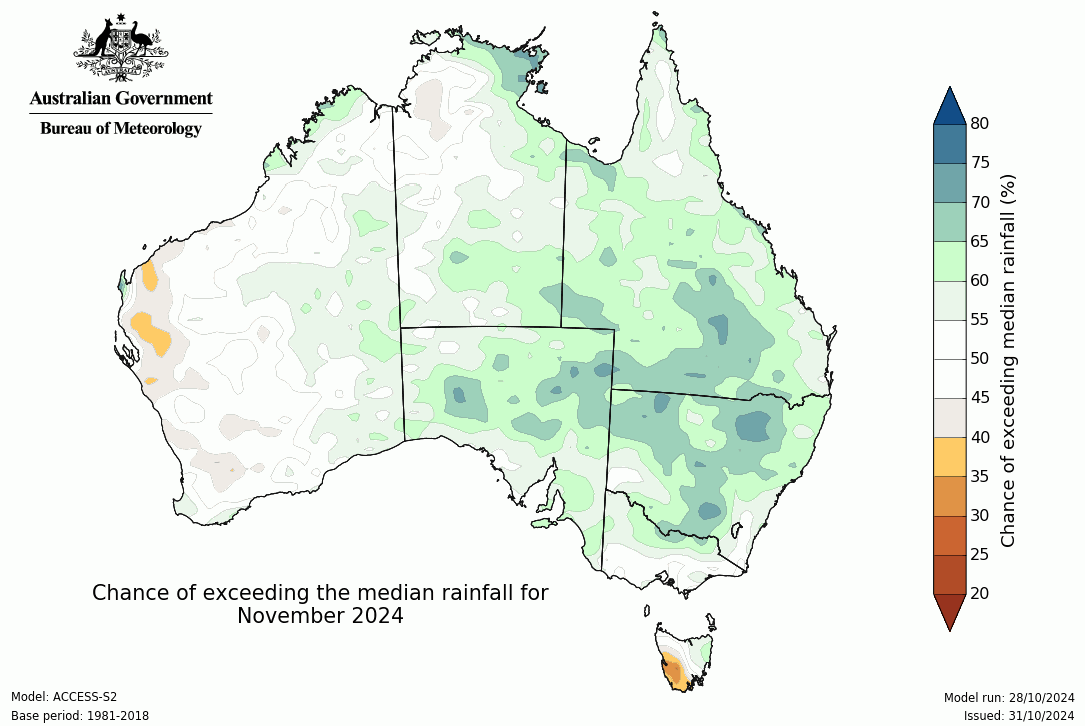 AUSTRALIA
Australian Government
Bureau of Meteorology
80
75
70
65
60
55
50
45
40
35
30
25
20
Chance of exceeding median rainfall (%)
Chance of exceeding the median rainfall for
November 2024
Model: ACCESS-S2
Base period: 1981-2018
Model run: 28/10/2024
Issued: 31/10/2024